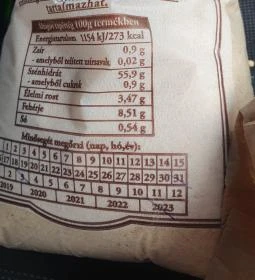 tartalmazhat.
Alapos tápérték 100g termékben
Energiatartalom 1154 kJ/273 kcal
Zsír 0,9 g
- amelyből telített zsírsavak 0,02 g
Szénhidrát 55,9 g
- amelyből cukrok 0,9 g
Élelmi rost 3,47 g
Fehérje 8,51 g
Só 0,54 g
Minőségét megőrzi (nap, hó, év):
1 2 3 4 5 6 7 8 9 10 11 12 13 14 15
16 17 18 19 20 21 22 23 24 25 26 27 28 29 30 31
1 2 3 4 5 6 7 8 9 10 11 12
2019 2020 2021 2022 2023